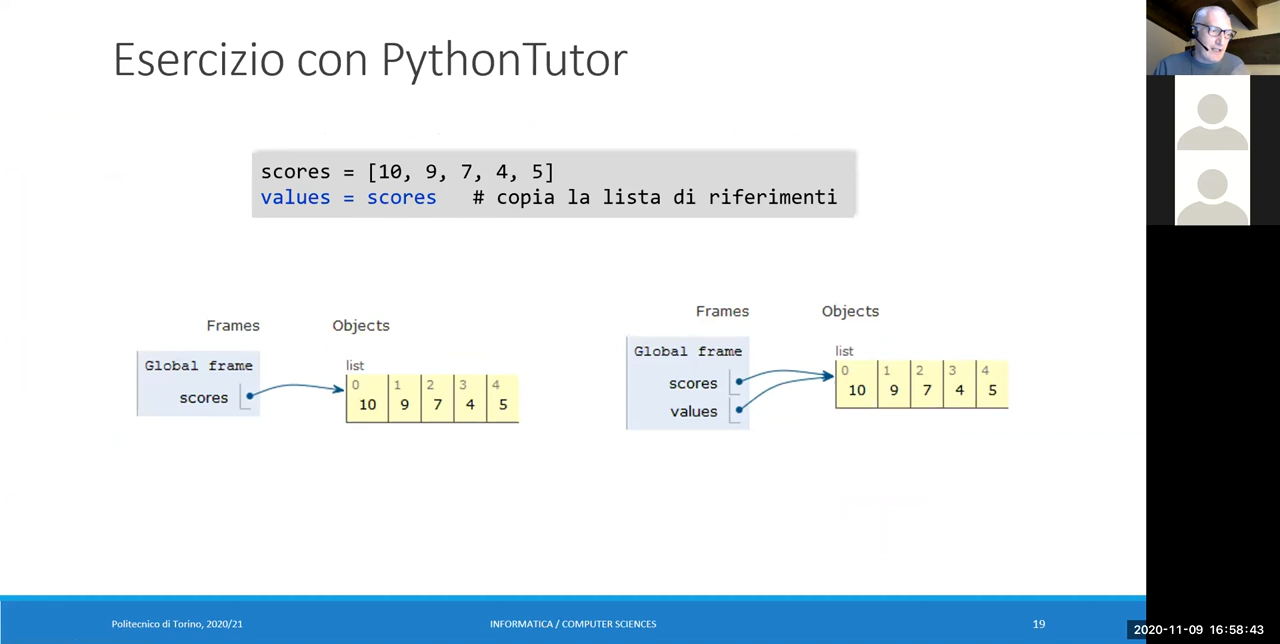 Esercizio con PythonTutor
scores = [10, 9, 7, 4, 5]
values = scores   # copia la lista di riferimenti
Frames
Objects
Global frame
scores
list
0 1 2 3 4
10 9 7 4 5
Frames
Objects
Global frame
scores
values
list
0 1 2 3 4
10 9 7 4 5
Politecnico di Torino, 2020/21
INFORMATICA / COMPUTER SCIENCES
19
2020-11-09 16:58:43